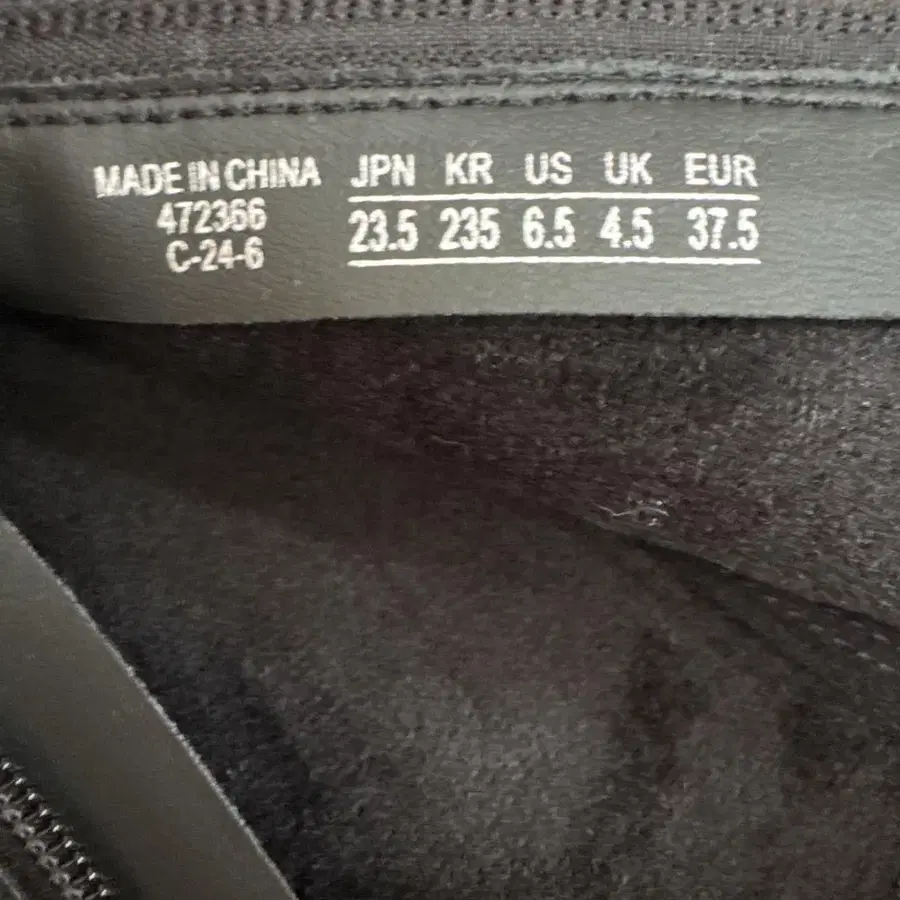 MADE IN CHINA
472366
C-24-6
JPN KR US UK EUR
23.5 235 6.5 4.5 37.5